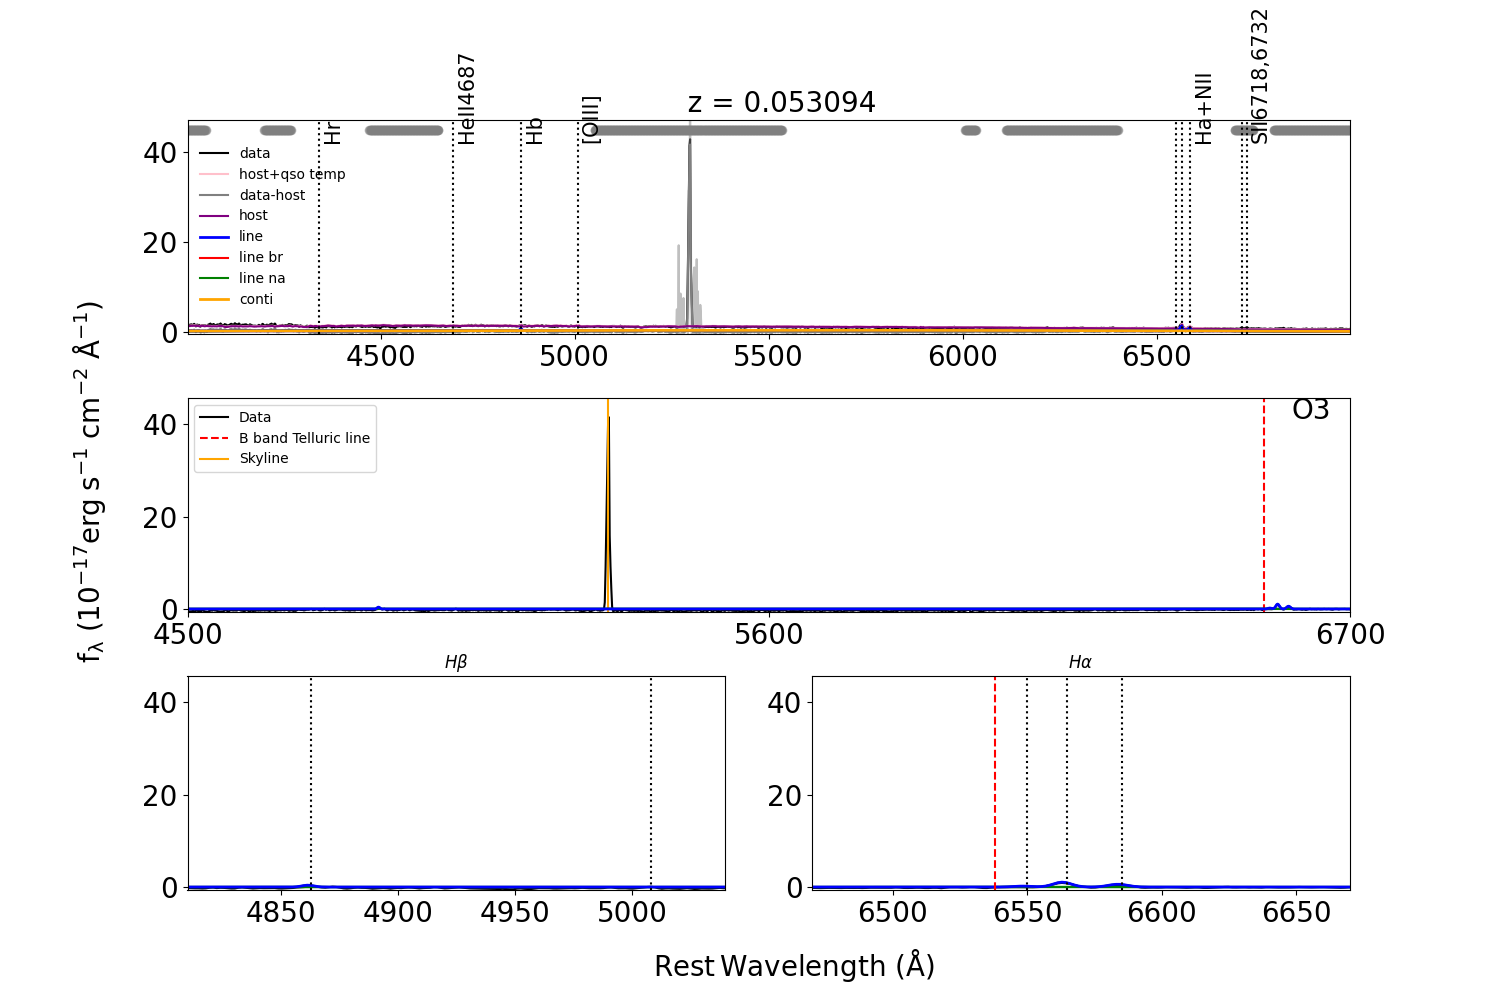 z = 0.053094
Hr
HeII4687
Hb
[OIII]
Ha+NII
SII6718,6732
data
host+qso temp
data-host
host
line
line br
line na
conti
40
20
0
4500 5000 5500 6000 6500
O3
Data
B band Telluric line
Skyline
40
20
0
4500 5600 6700
fλ (10⁻¹⁷erg s⁻¹ cm⁻² Å⁻¹)
Hβ
40
20
0
4850 4900 4950 5000
Hα
40
20
0
6500 6550 6600 6650
Rest Wavelength (Å)